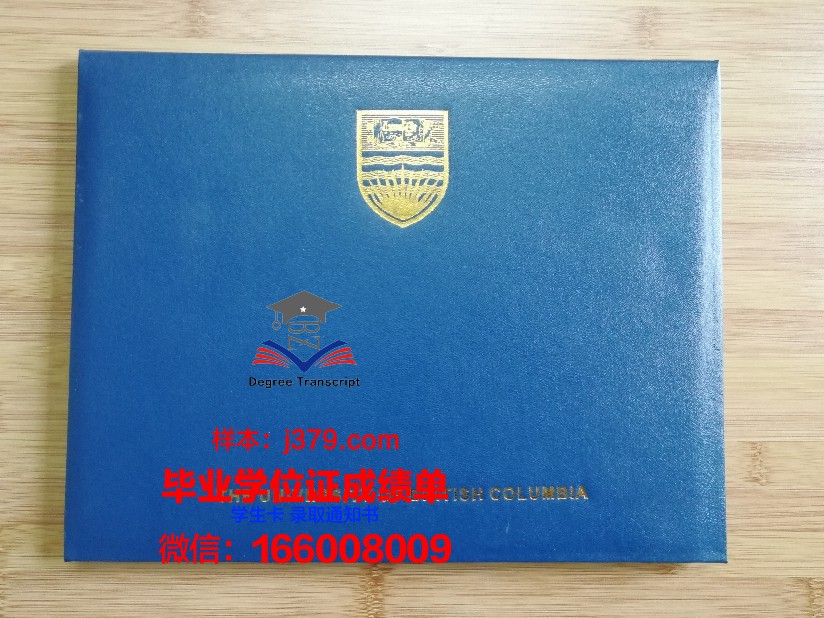 Degree Transcript
样本：j379.com
毕业学位证成绩单
BRITISH COLUMBIA
学生卡 录取通知书
微信：166008009